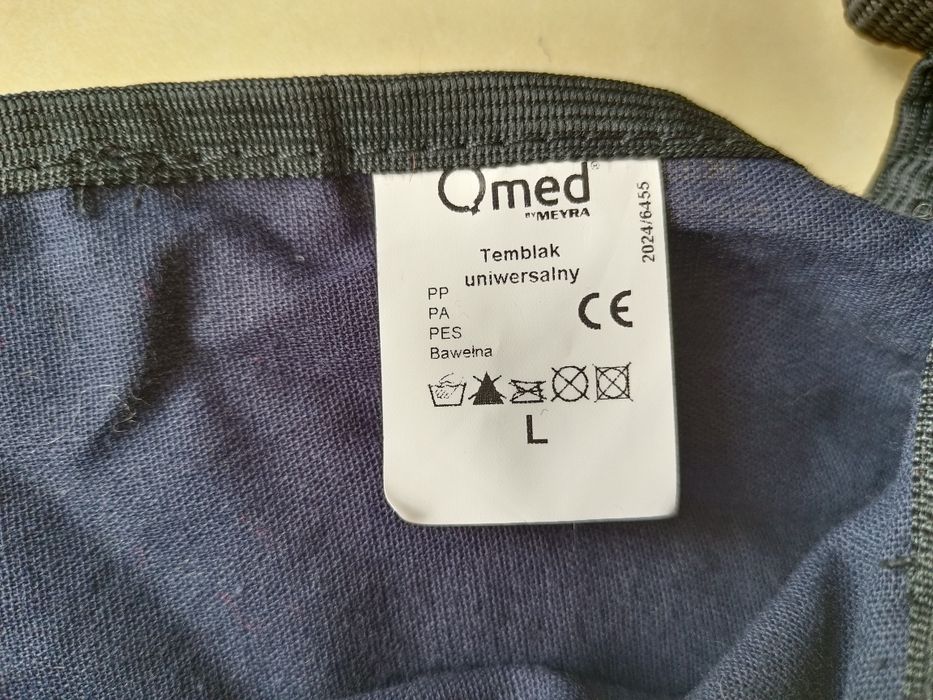 Qmed®
BY MEYRA
2024/6455
Temblak
uniwersalny
PP
PA
PES
Bawełna
CE
L